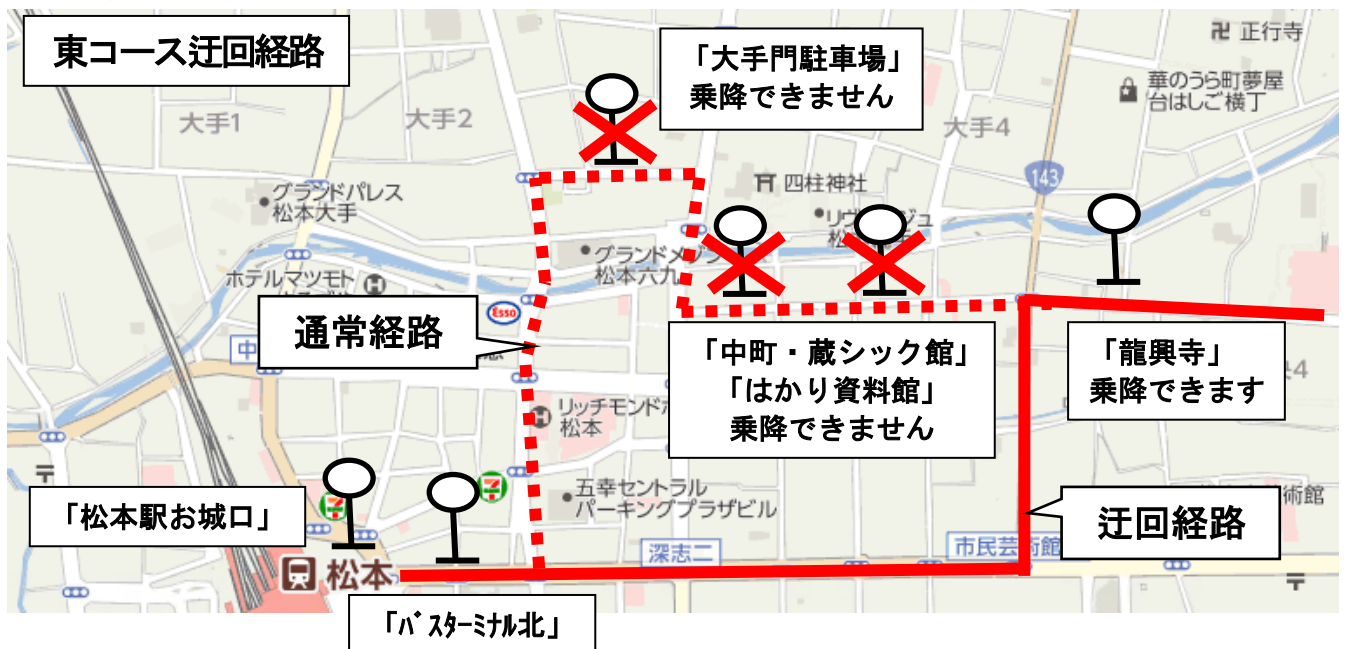 東コース迂回経路
「大手門駐車場」
乗降できません
卍 正行寺
華のうら町夢屋
台はしご横丁
大手1
大手2
大手4
143
グランドパレス
松本大手
四柱神社
グランドメゾン
松本六九
ホテルマツモト
Esso
通常経路
中
「中町・蔵シック館」
「はかり資料館」
乗降できません
「龍興寺」
乗降できます
4
リッチモンドホ
松本
7
7
五幸セントラル
パーキングプラザビル
「松本駅お城口」
術館
迂回経路
深志二
市民芸術館
松本
「バスターミナル北」